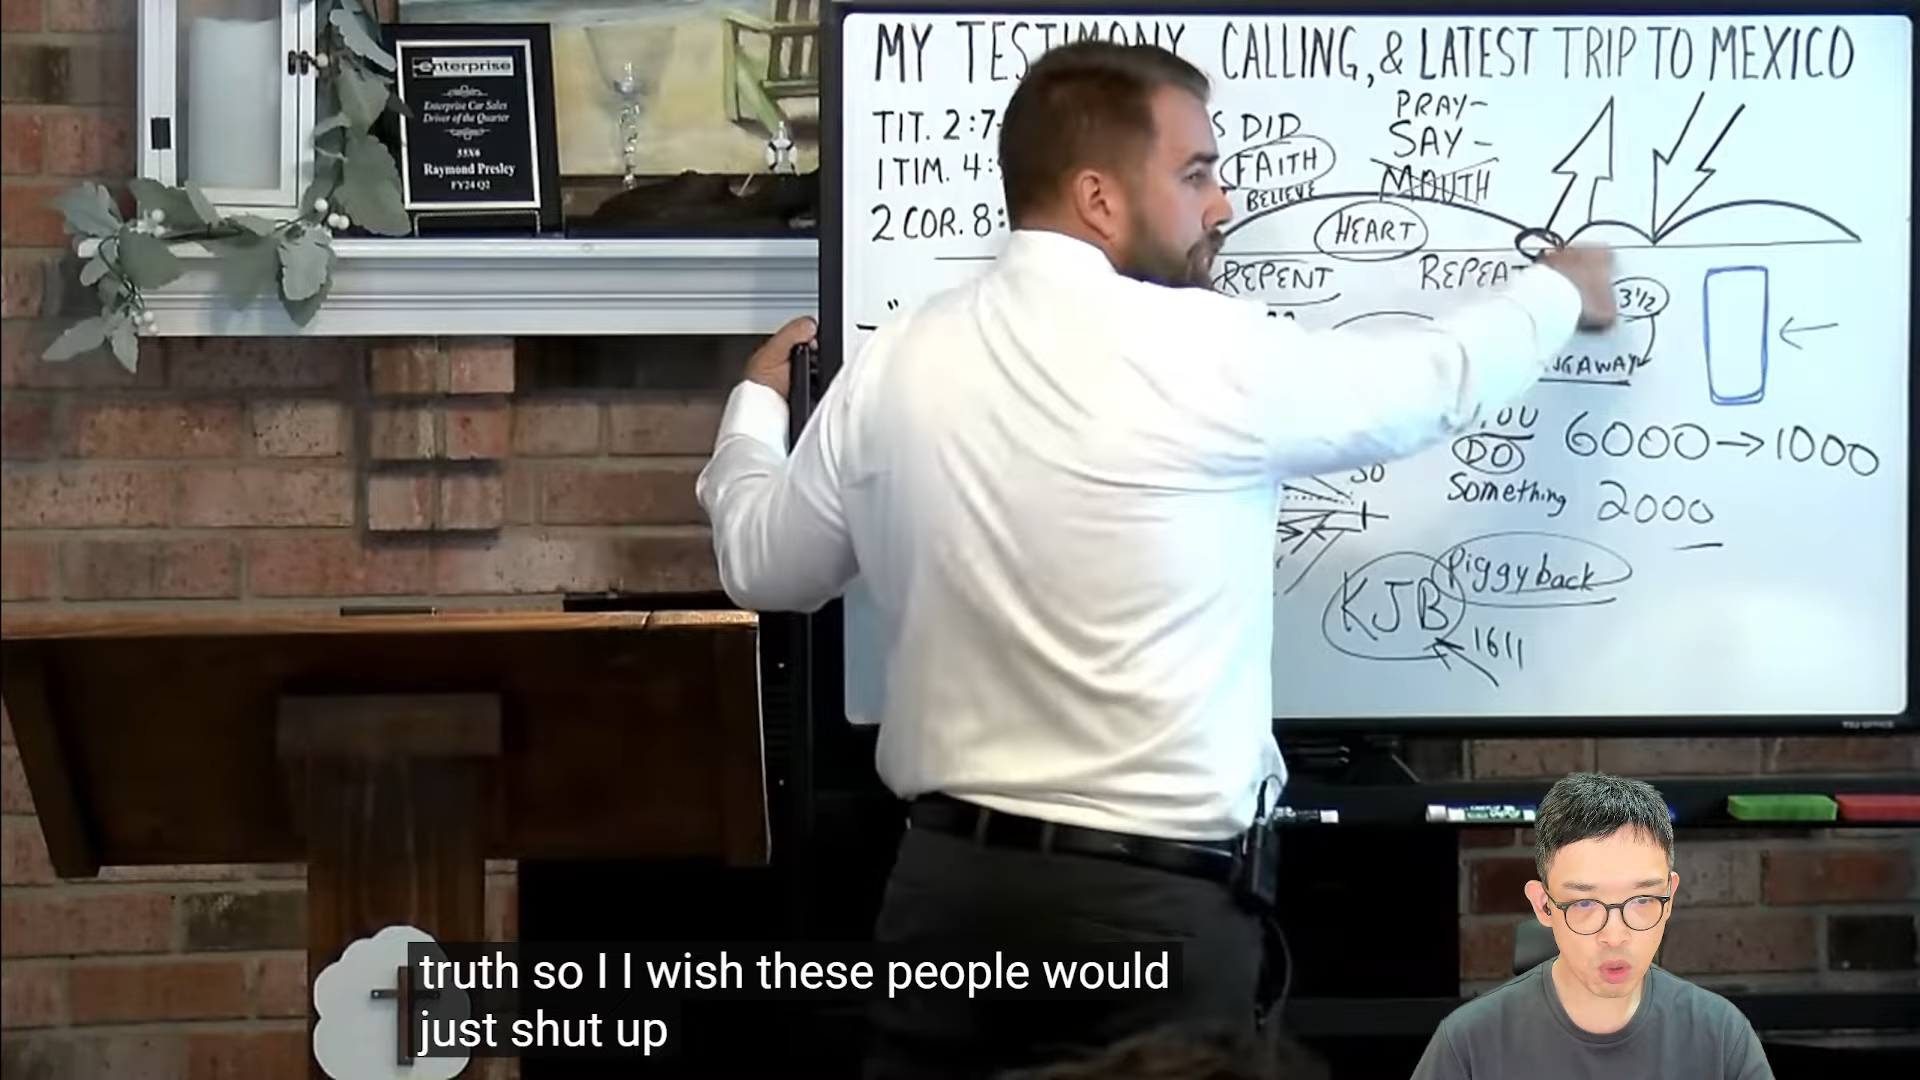 enterprise
Enterprise Car Sales
Driver of the Quarter
55X6
Raymond Presley
FY24 Q2
MY TESTIMONY, CALLING, & LATEST TRIP TO MEXICO
TIT. 2:7-
1 TIM. 4:
2 COR. 8:
S DID
FAITH
BELIEVE
HEART
PRAY-
SAY-
MOUTH
REPENT
REPEAT
3½
DO
Something
6000→1000
2000
KJB
Piggyback
1611
truth so I I wish these people would
just shut up